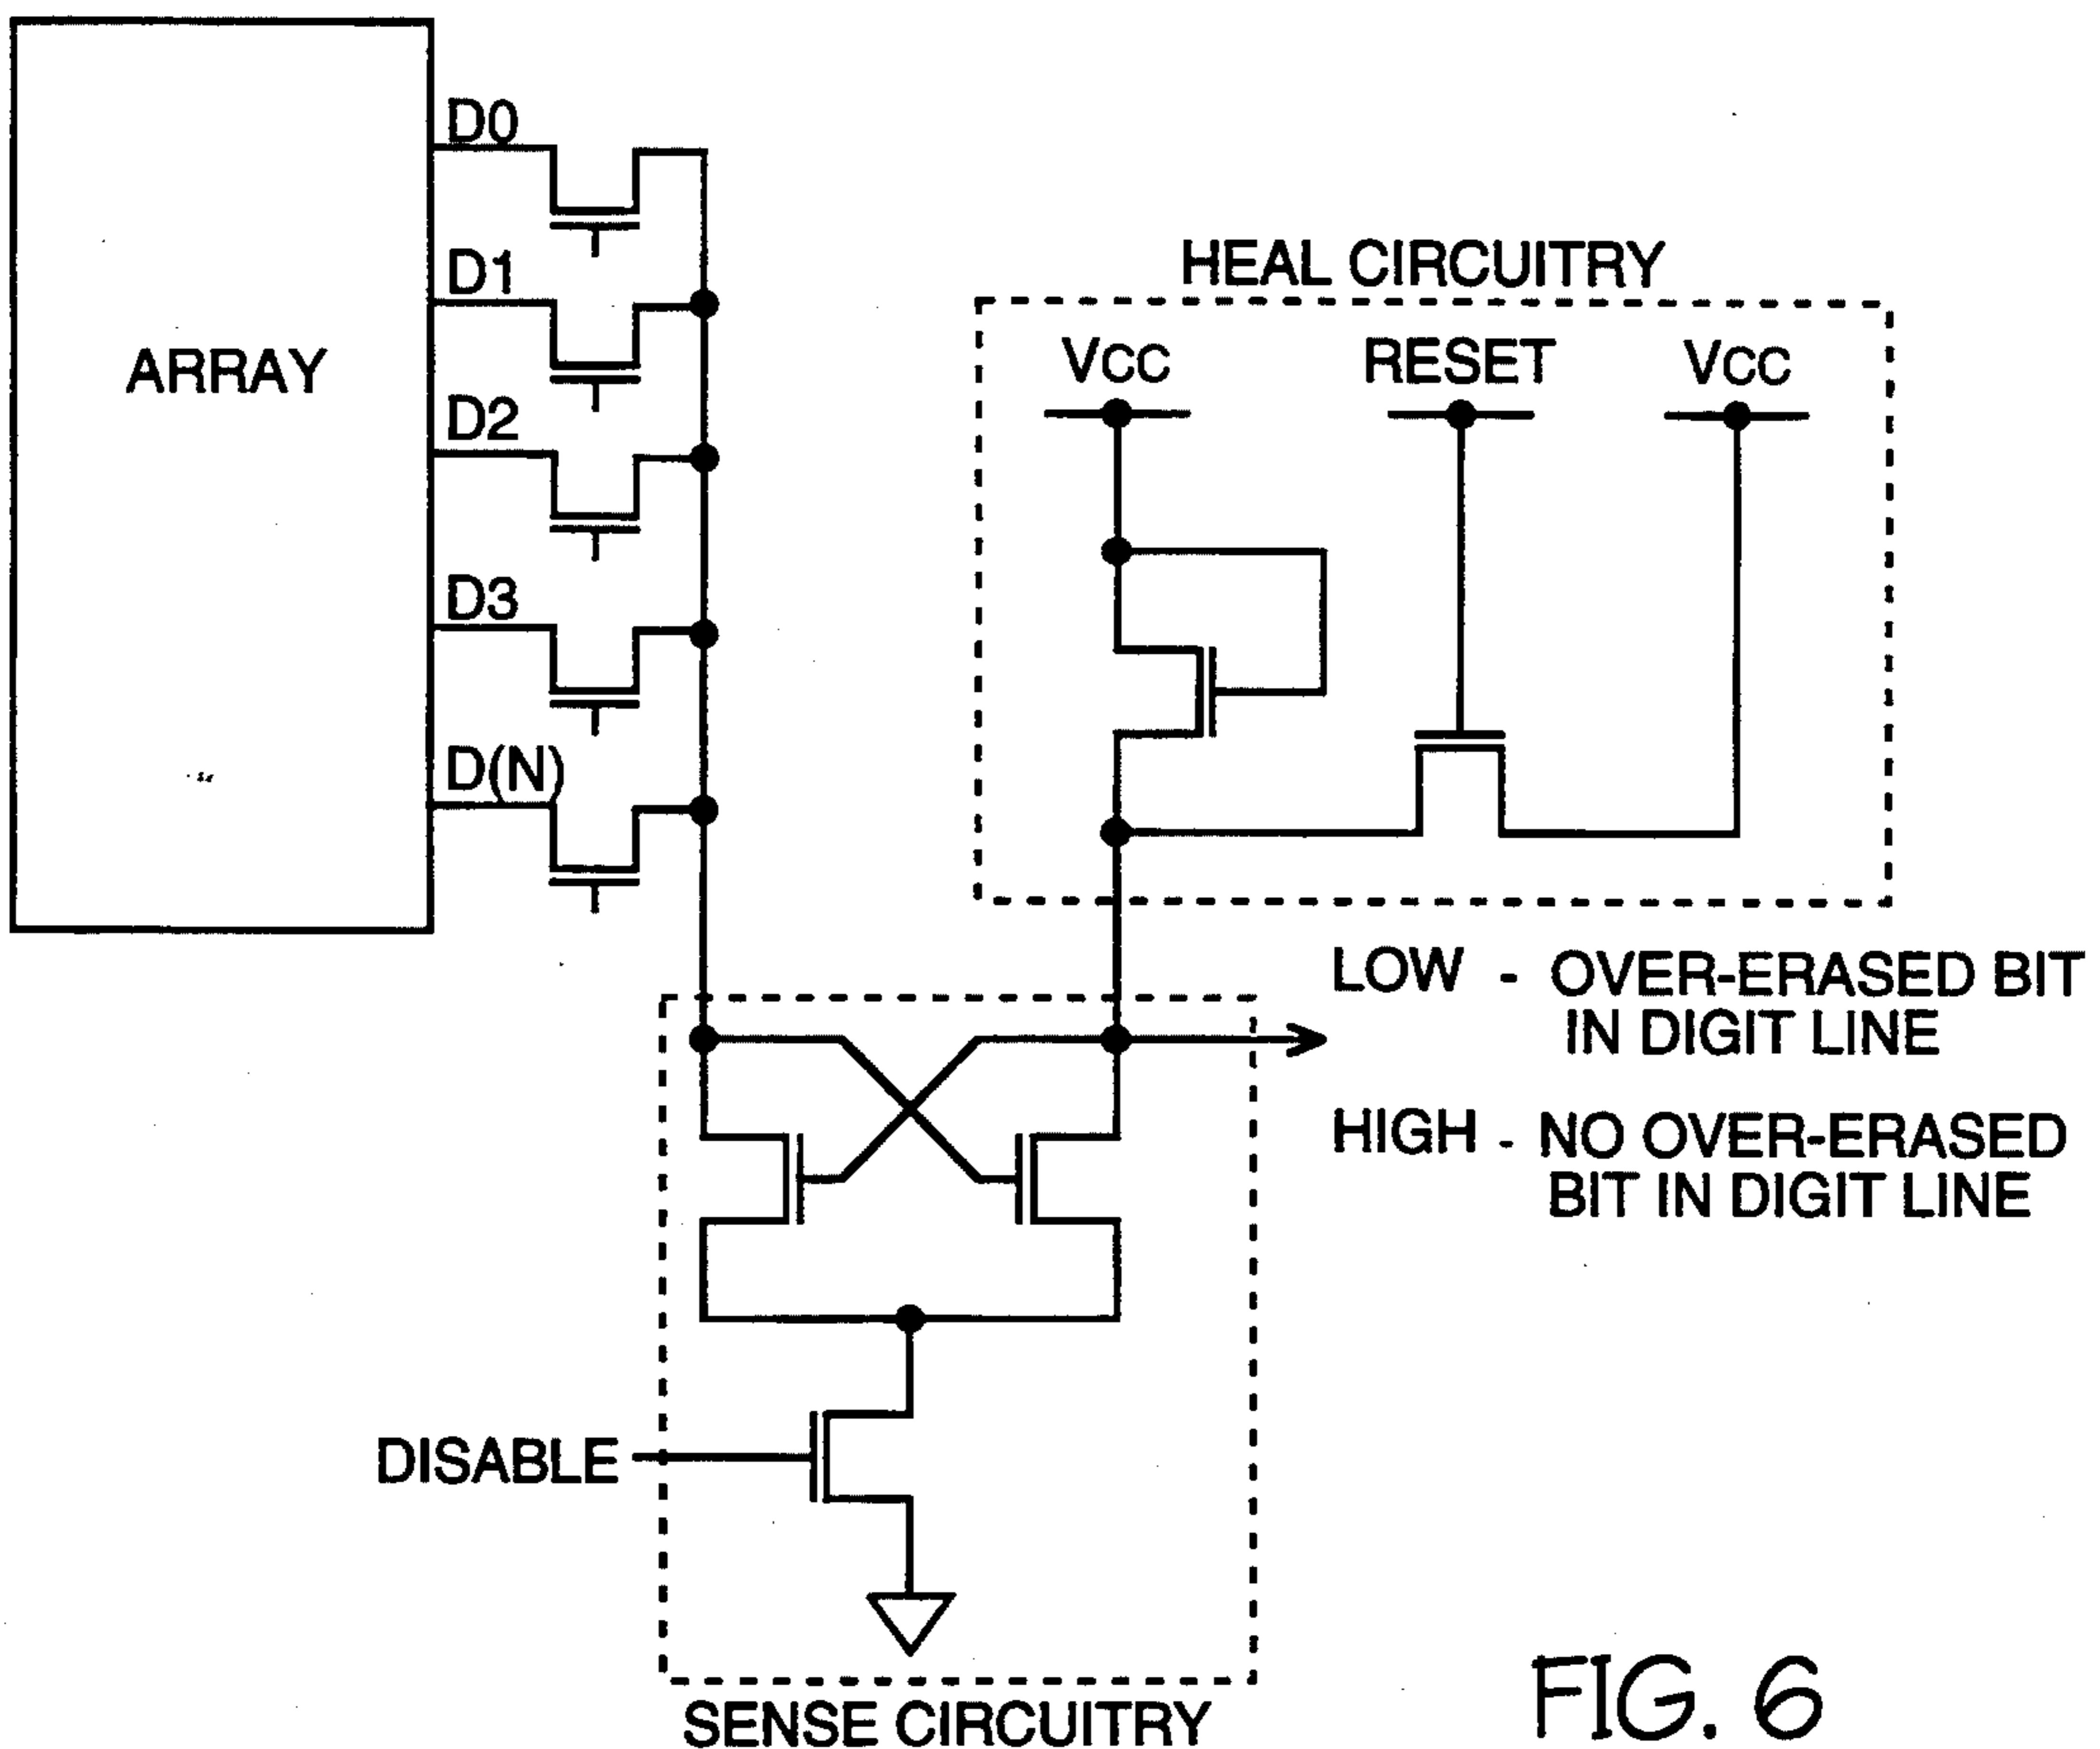 ARRAY
D0
D1
D2
D3
D(N)
HEAL CIRCUITRY
VCC
RESET
VCC
LOW - OVER-ERASED BIT
IN DIGIT LINE
HIGH - NO OVER-ERASED
BIT IN DIGIT LINE
DISABLE
SENSE CIRCUITRY
FIG. 6